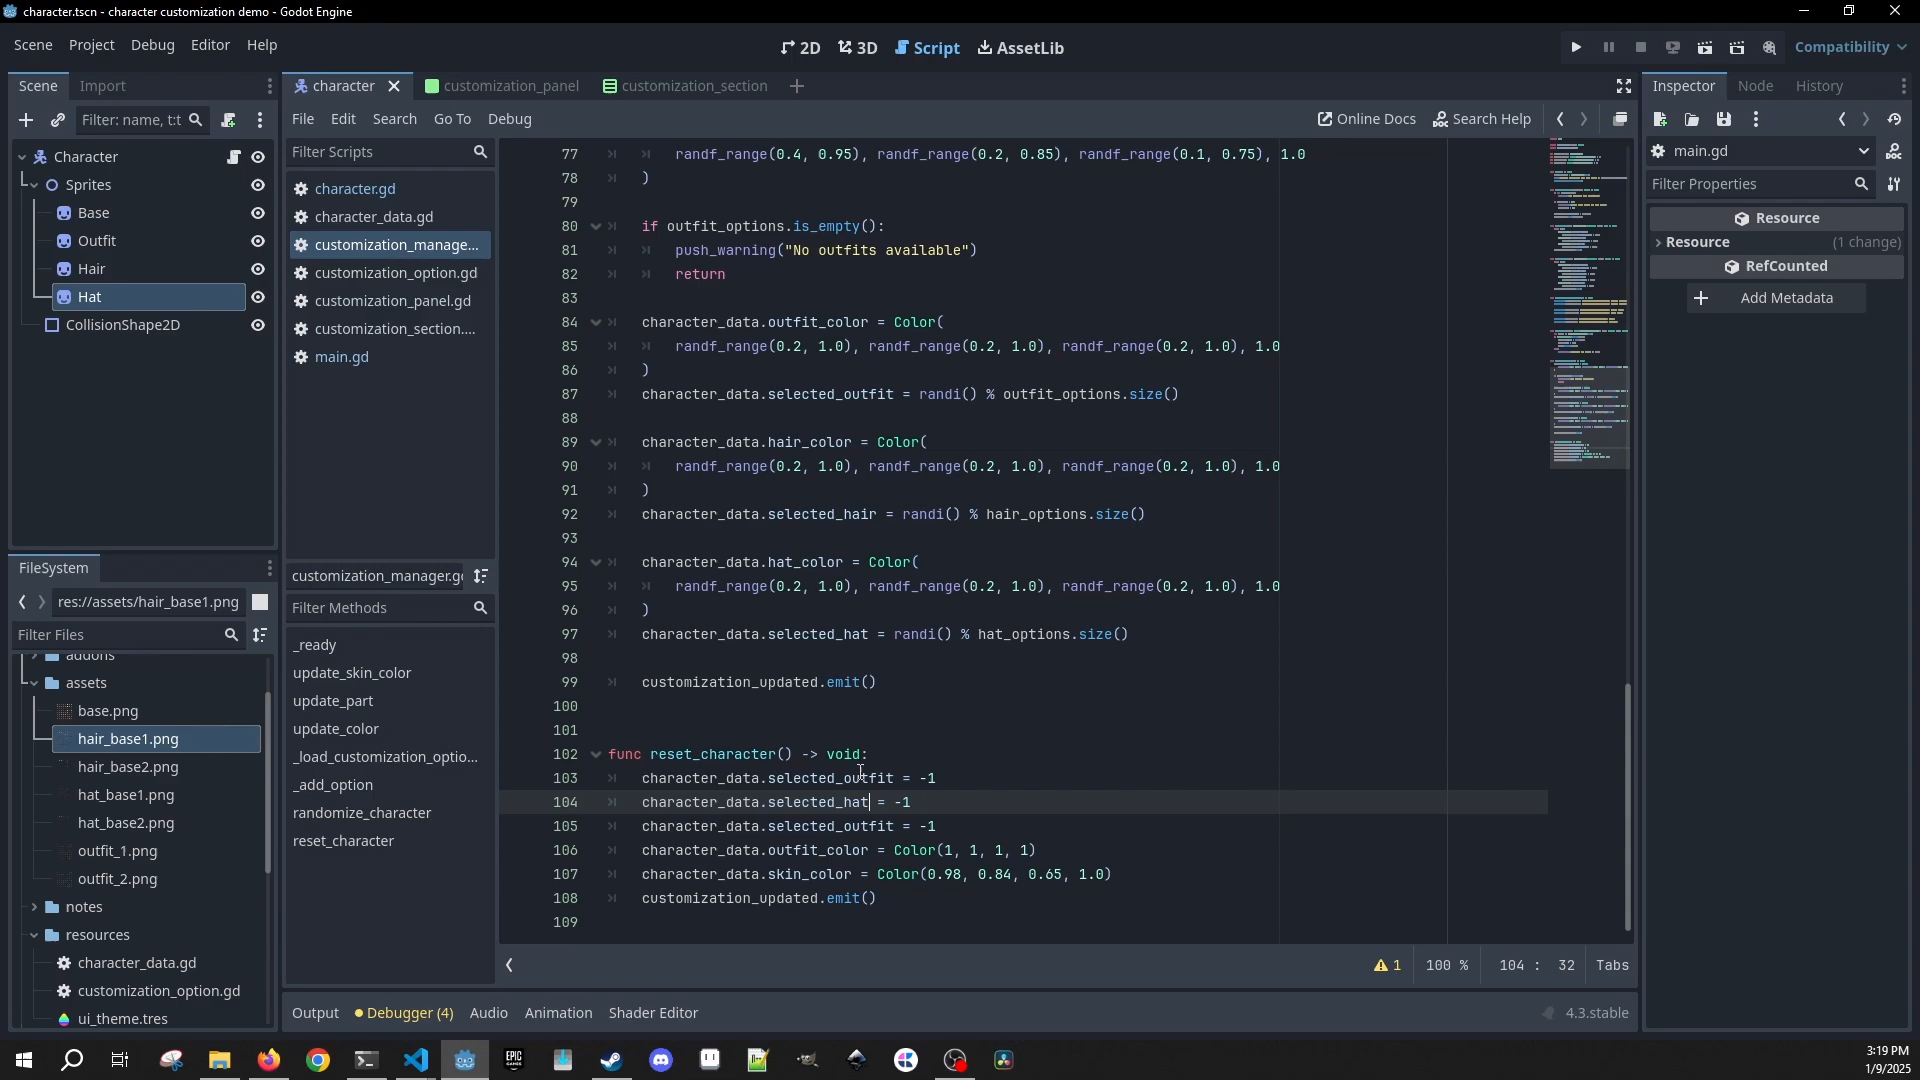 character.tscn - character customization demo - Godot Engine
Scene Project Debug Editor Help
2D 3D Script AssetLib
Compatibility
Scene Import
Filter: name, t:t
Character
Sprites
Base
Outfit
Hair
Hat
CollisionShape2D
FileSystem
res://assets/hair_base1.png
Filter Files
addons
assets
base.png
hair_base1.png
hair_base2.png
hat_base1.png
hat_base2.png
outfit_1.png
outfit_2.png
notes
resources
character_data.gd
customization_option.gd
ui_theme.tres
character customization_panel customization_section
File Edit Search Go To Debug
Online Docs Search Help
Filter Scripts
character.gd
character_data.gd
customization_manage...
customization_option.gd
customization_panel.gd
customization_section....
main.gd
customization_manager.g
Filter Methods
_ready
update_skin_color
update_part
update_color
_load_customization_optio...
_add_option
randomize_character
reset_character
77 randf_range(0.4, 0.95), randf_range(0.2, 0.85), randf_range(0.1, 0.75), 1.0
78 )
79
80 if outfit_options.is_empty():
81 push_warning("No outfits available")
82 return
83
84 character_data.outfit_color = Color(
85 randf_range(0.2, 1.0), randf_range(0.2, 1.0), randf_range(0.2, 1.0), 1.0
86 )
87 character_data.selected_outfit = randi() % outfit_options.size()
88
89 character_data.hair_color = Color(
90 randf_range(0.2, 1.0), randf_range(0.2, 1.0), randf_range(0.2, 1.0), 1.0
91 )
92 character_data.selected_hair = randi() % hair_options.size()
93
94 character_data.hat_color = Color(
95 randf_range(0.2, 1.0), randf_range(0.2, 1.0), randf_range(0.2, 1.0), 1.0
96 )
97 character_data.selected_hat = randi() % hat_options.size()
98
99 customization_updated.emit()
100
101
102 func reset_character() -> void:
103 character_data.selected_outfit = -1
104 character_data.selected_hat = -1
105 character_data.selected_outfit = -1
106 character_data.outfit_color = Color(1, 1, 1, 1)
107 character_data.skin_color = Color(0.98, 0.84, 0.65, 1.0)
108 customization_updated.emit()
109
1 100 % 104 : 32 Tabs
Output Debugger (4) Audio Animation Shader Editor
4.3.stable
Inspector Node History
main.gd
Filter Properties
Resource
Resource (1 change)
RefCounted
Add Metadata
EPIC GAMES
3:19 PM
1/9/2025